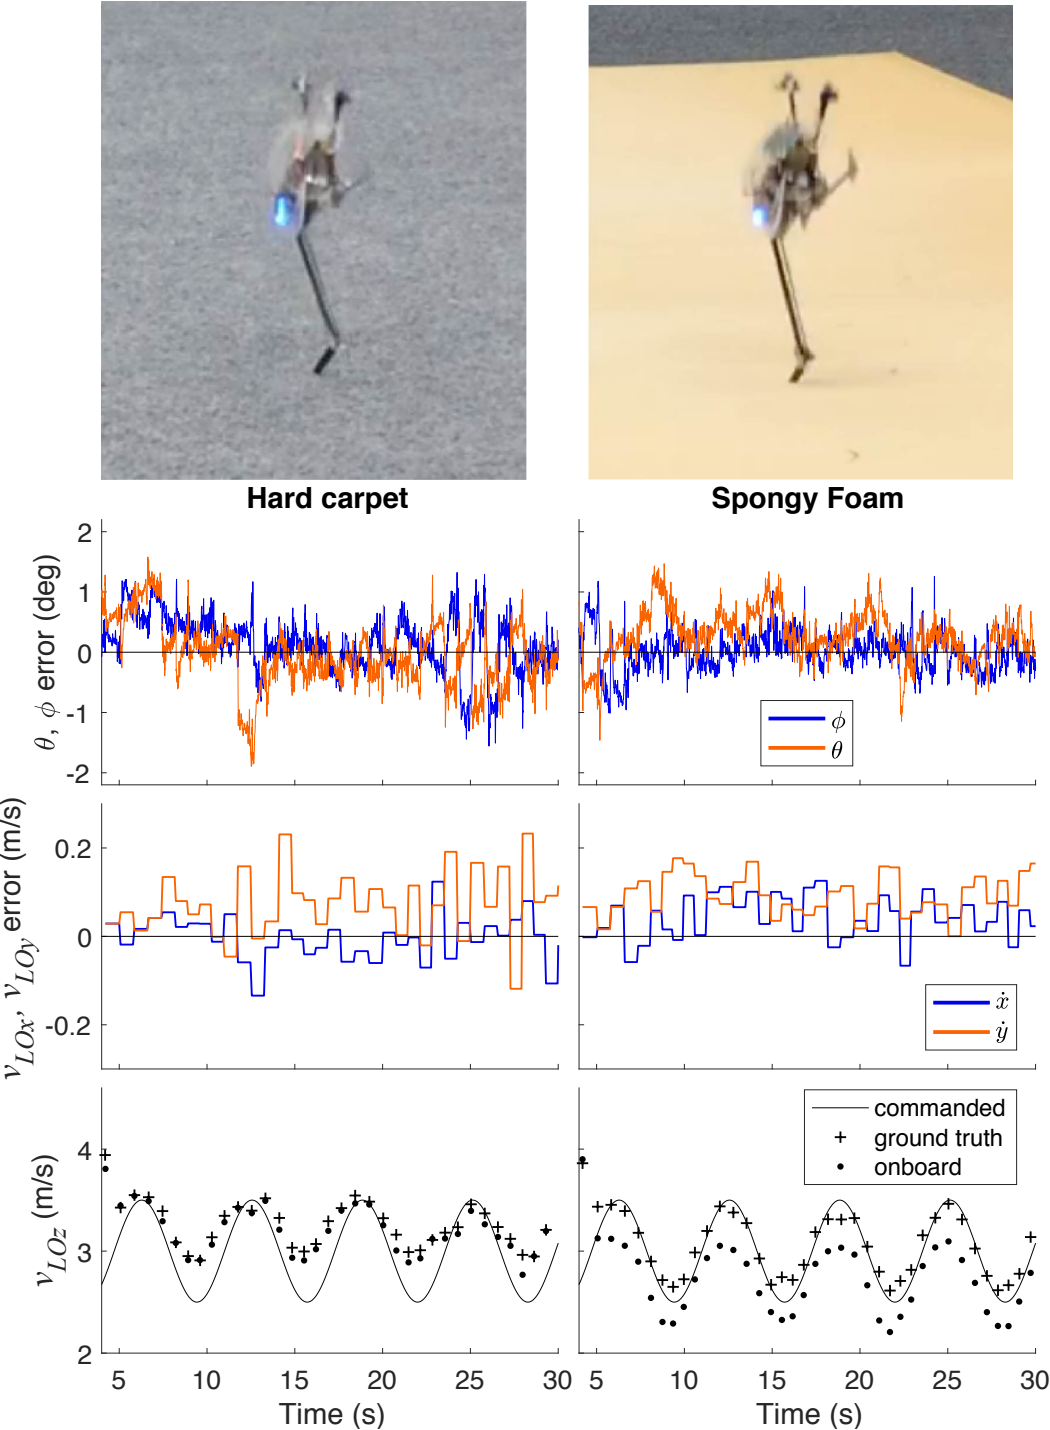 Hard carpet
Spongy Foam
θ, ϕ error (deg)
2
1
0
-1
-2
ϕ
θ
v_LOx, v_LOy error (m/s)
0.2
0
-0.2
ẋ
ẏ
v_LOz (m/s)
4
3
2
commanded
ground truth
onboard
5 10 15 20 25 30
5 10 15 20 25 30
Time (s)
Time (s)